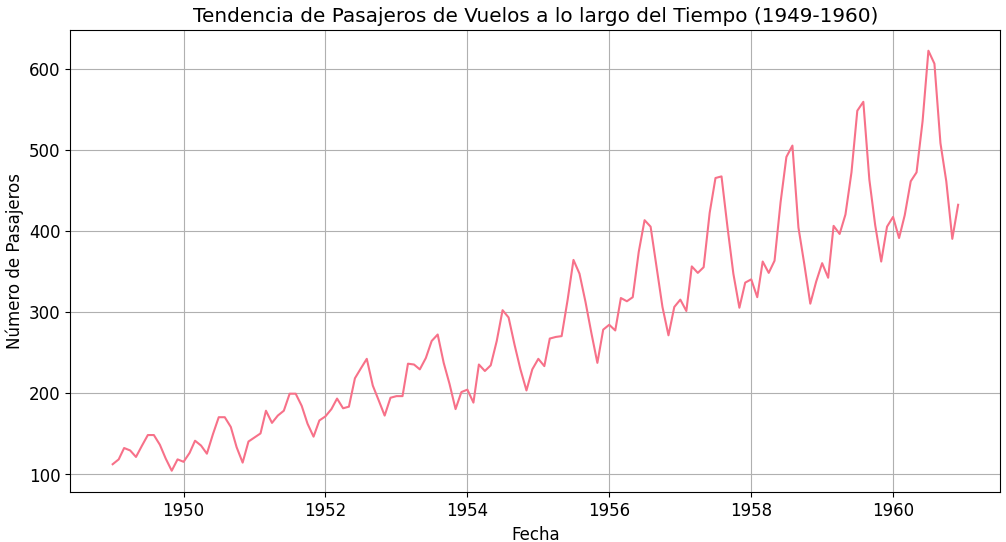 Tendencia de Pasajeros de Vuelos a lo largo del Tiempo (1949-1960)
600
500
400
300
200
100
Número de Pasajeros
1950 1952 1954 1956 1958 1960
Fecha